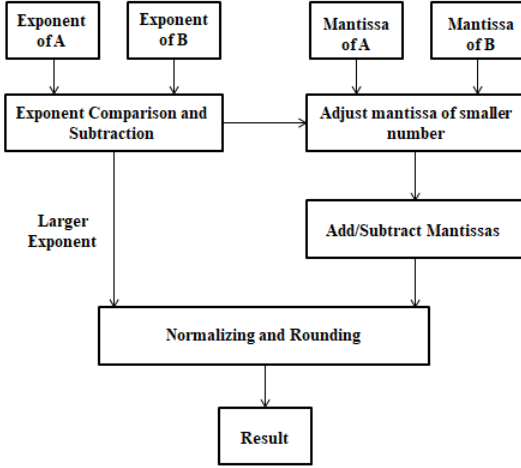 Exponent
of A
Exponent
of B
Mantissa
of A
Mantissa
of B
Exponent Comparison and
Subtraction
Adjust mantissa of smaller
number
Larger
Exponent
Add/Subtract Mantissas
Normalizing and Rounding
Result